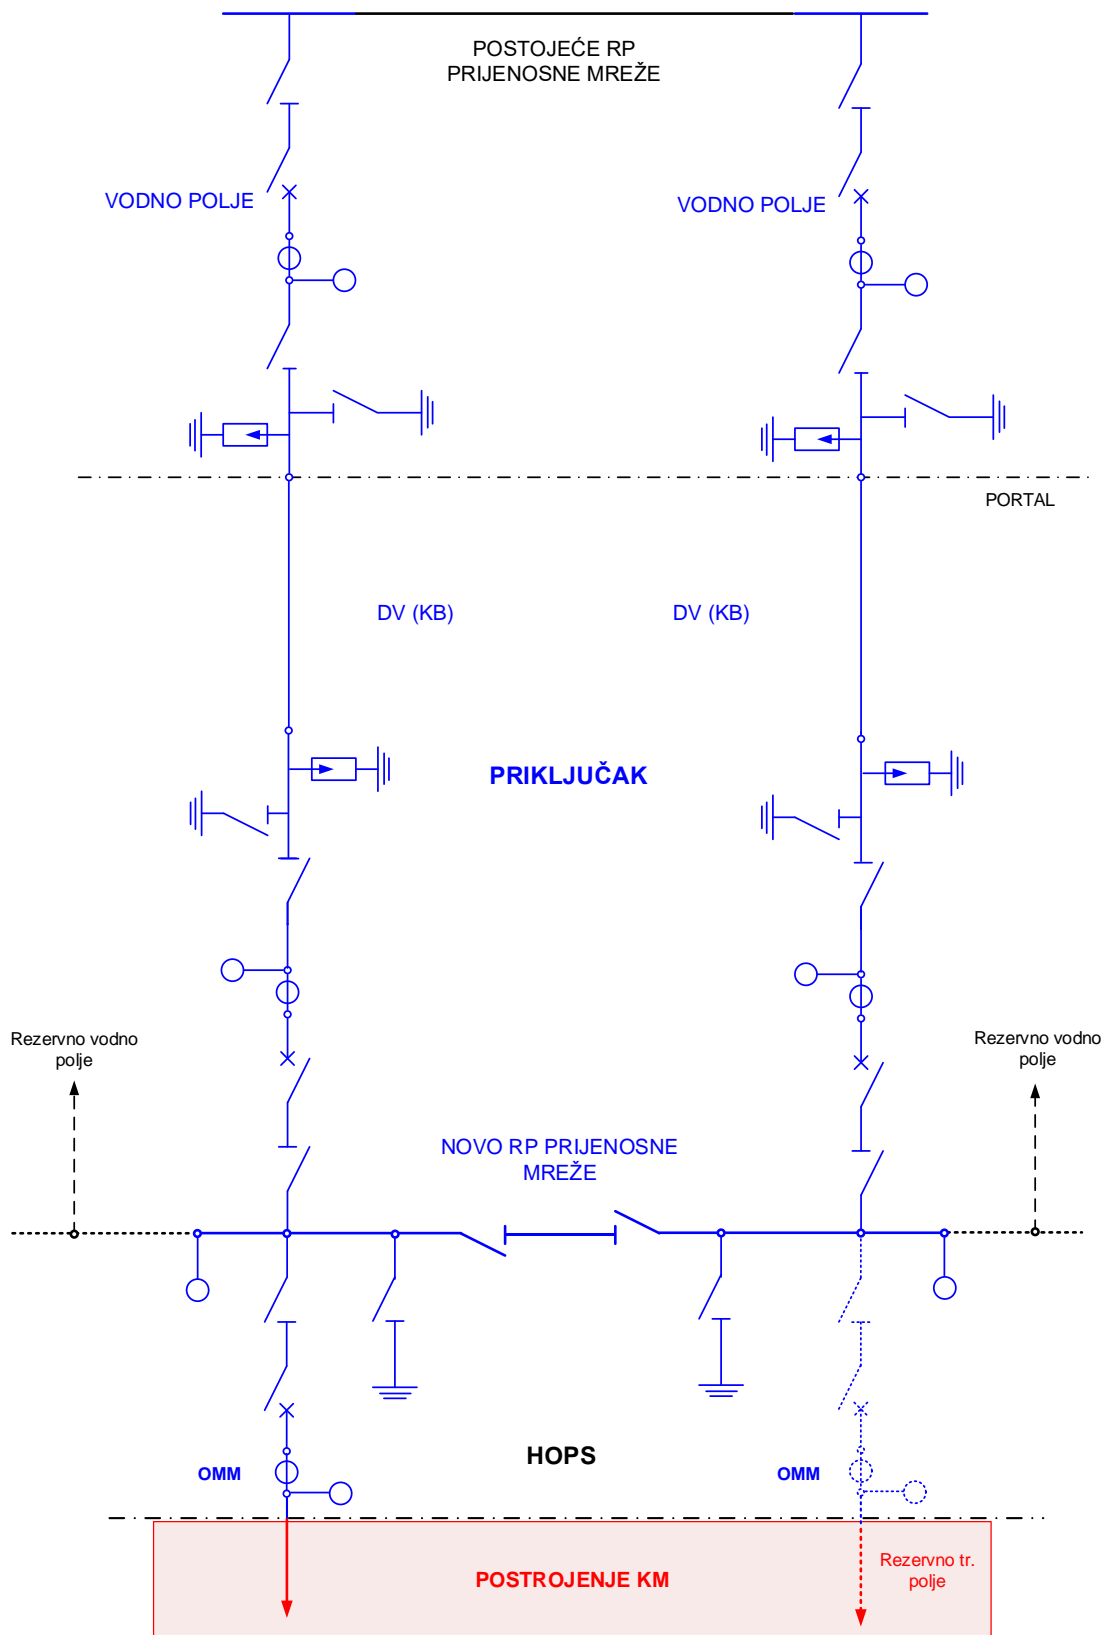 POSTOJEĆE RP
PRIJENOSNE MREŽE
VODNO POLJE
VODNO POLJE
PORTAL
DV (KB)
DV (KB)
PRIKLJUČAK
Rezervno vodno
polje
Rezervno vodno
polje
NOVO RP PRIJENOSNE
MREŽE
HOPS
OMM
OMM
POSTROJENJE KM
Rezervno tr.
polje